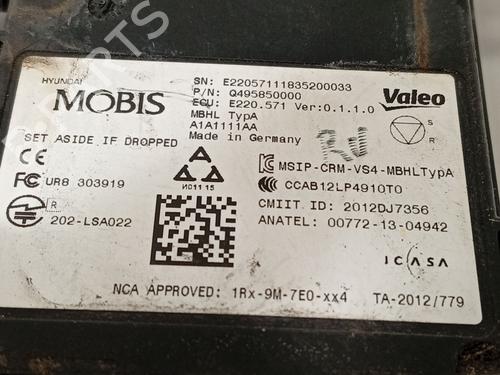 HYUNDAI
MOBIS
SN: E22057111835200033
P/N: Q495850000
ECU: E220.571 Ver:0.1.1.0
MBHL TypA
A1A1111AA
Made in Germany
Valeo
S
R
SET ASIDE IF DROPPED
CE
FC UR8 303919
R
202-LSA022
И011 15
MSIP-CRM-VS4-MBHLTypA
CCAB12LP4910T0
CMIIT ID: 2012DJ7356
ANATEL: 00772-13-04942
ICASA
NCA APPROVED: 1Rx-9M-7E0-xx4
TA-2012/779